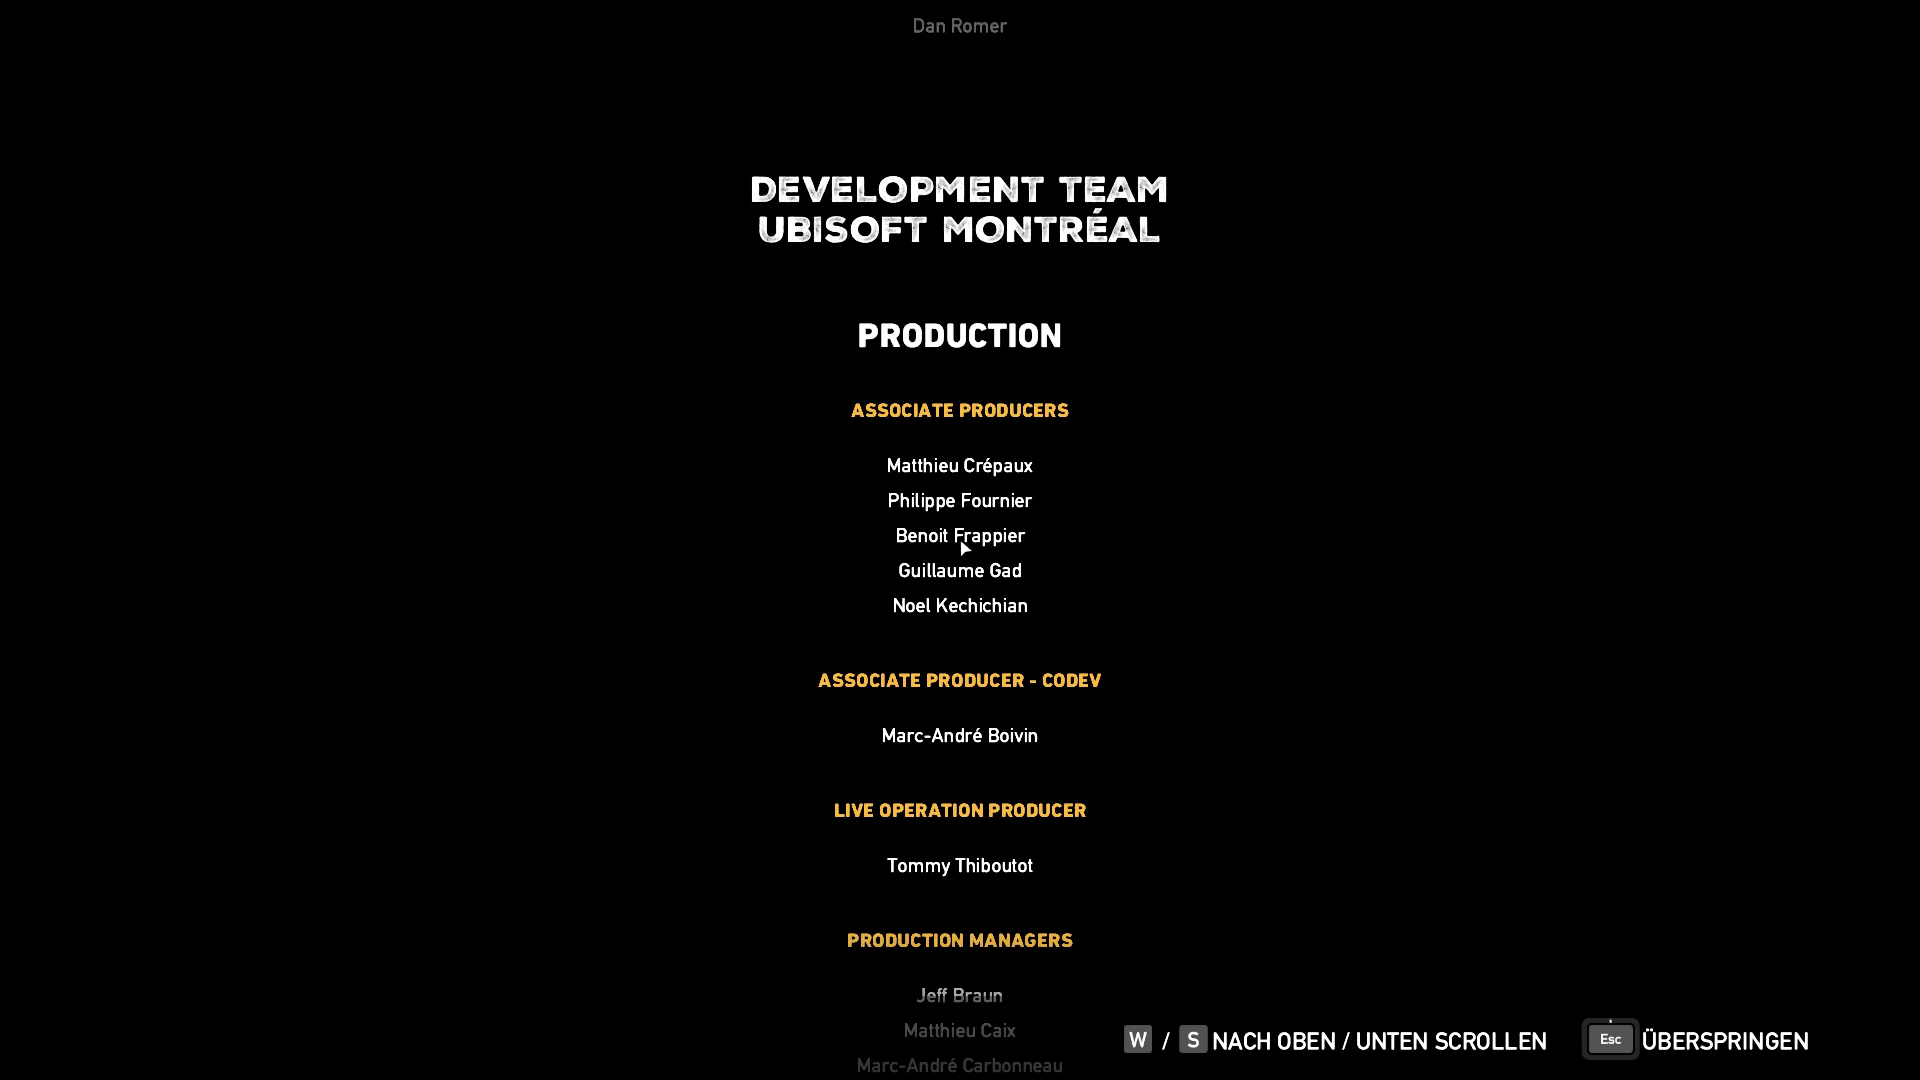 Dan Romer
DEVELOPMENT TEAM
UBISOFT MONTRÉAL
PRODUCTION
ASSOCIATE PRODUCERS
Matthieu Crépaux
Philippe Fournier
Benoit Frappier
Guillaume Gad
Noel Kechichian
ASSOCIATE PRODUCER - CODEV
Marc-André Boivin
LIVE OPERATION PRODUCER
Tommy Thiboutot
PRODUCTION MANAGERS
Jeff Braun
Matthieu Caix
Marc-André Carbonneau
W / S NACH OBEN / UNTEN SCROLLEN Esc ÜBERSPRINGEN